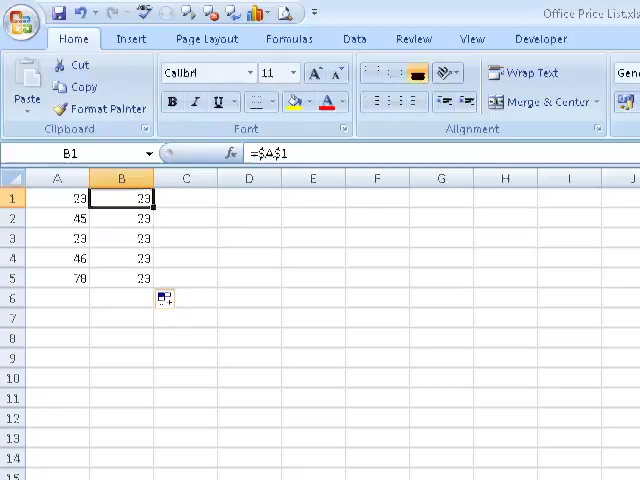 Office Price List.xls
Home Insert Page Layout Formulas Data Review View Developer
Cut
Copy
Format Painter
Paste
Clipboard
Calibri 11
B I U A
Font
Wrap Text
Merge & Center
Alignment
Gene
B1 fx =$A$1
A B C D E F G H I J
1 23 23
2 45 23
3 23 23
4 46 23
5 78 23
6
7
8
9
10
11
12
13
14
15